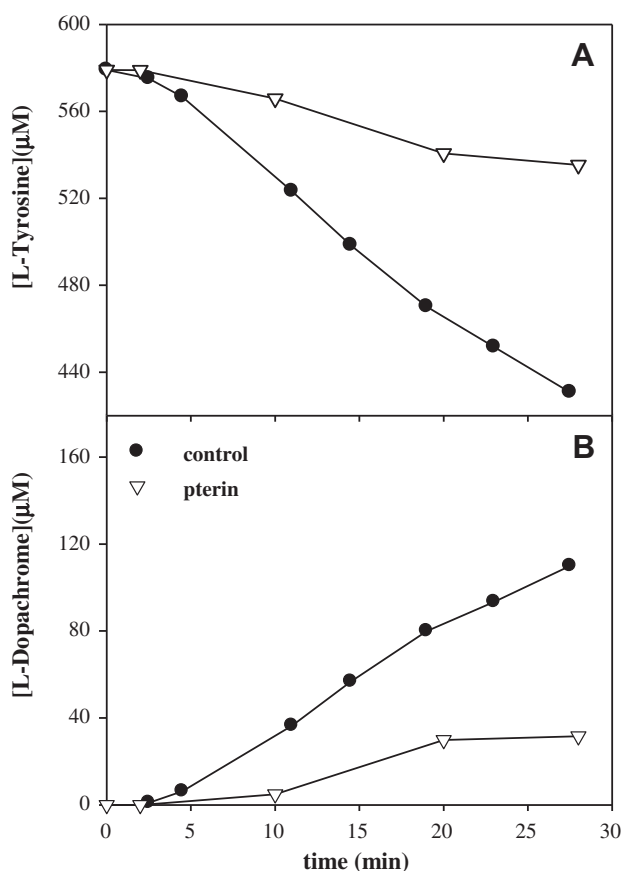 600
560
520
480
440
[L-Tyrosine](μM)
A
160
120
80
40
0
[L-Dopachrome](μM)
B
control
pterin
0 5 10 15 20 25 30
time (min)